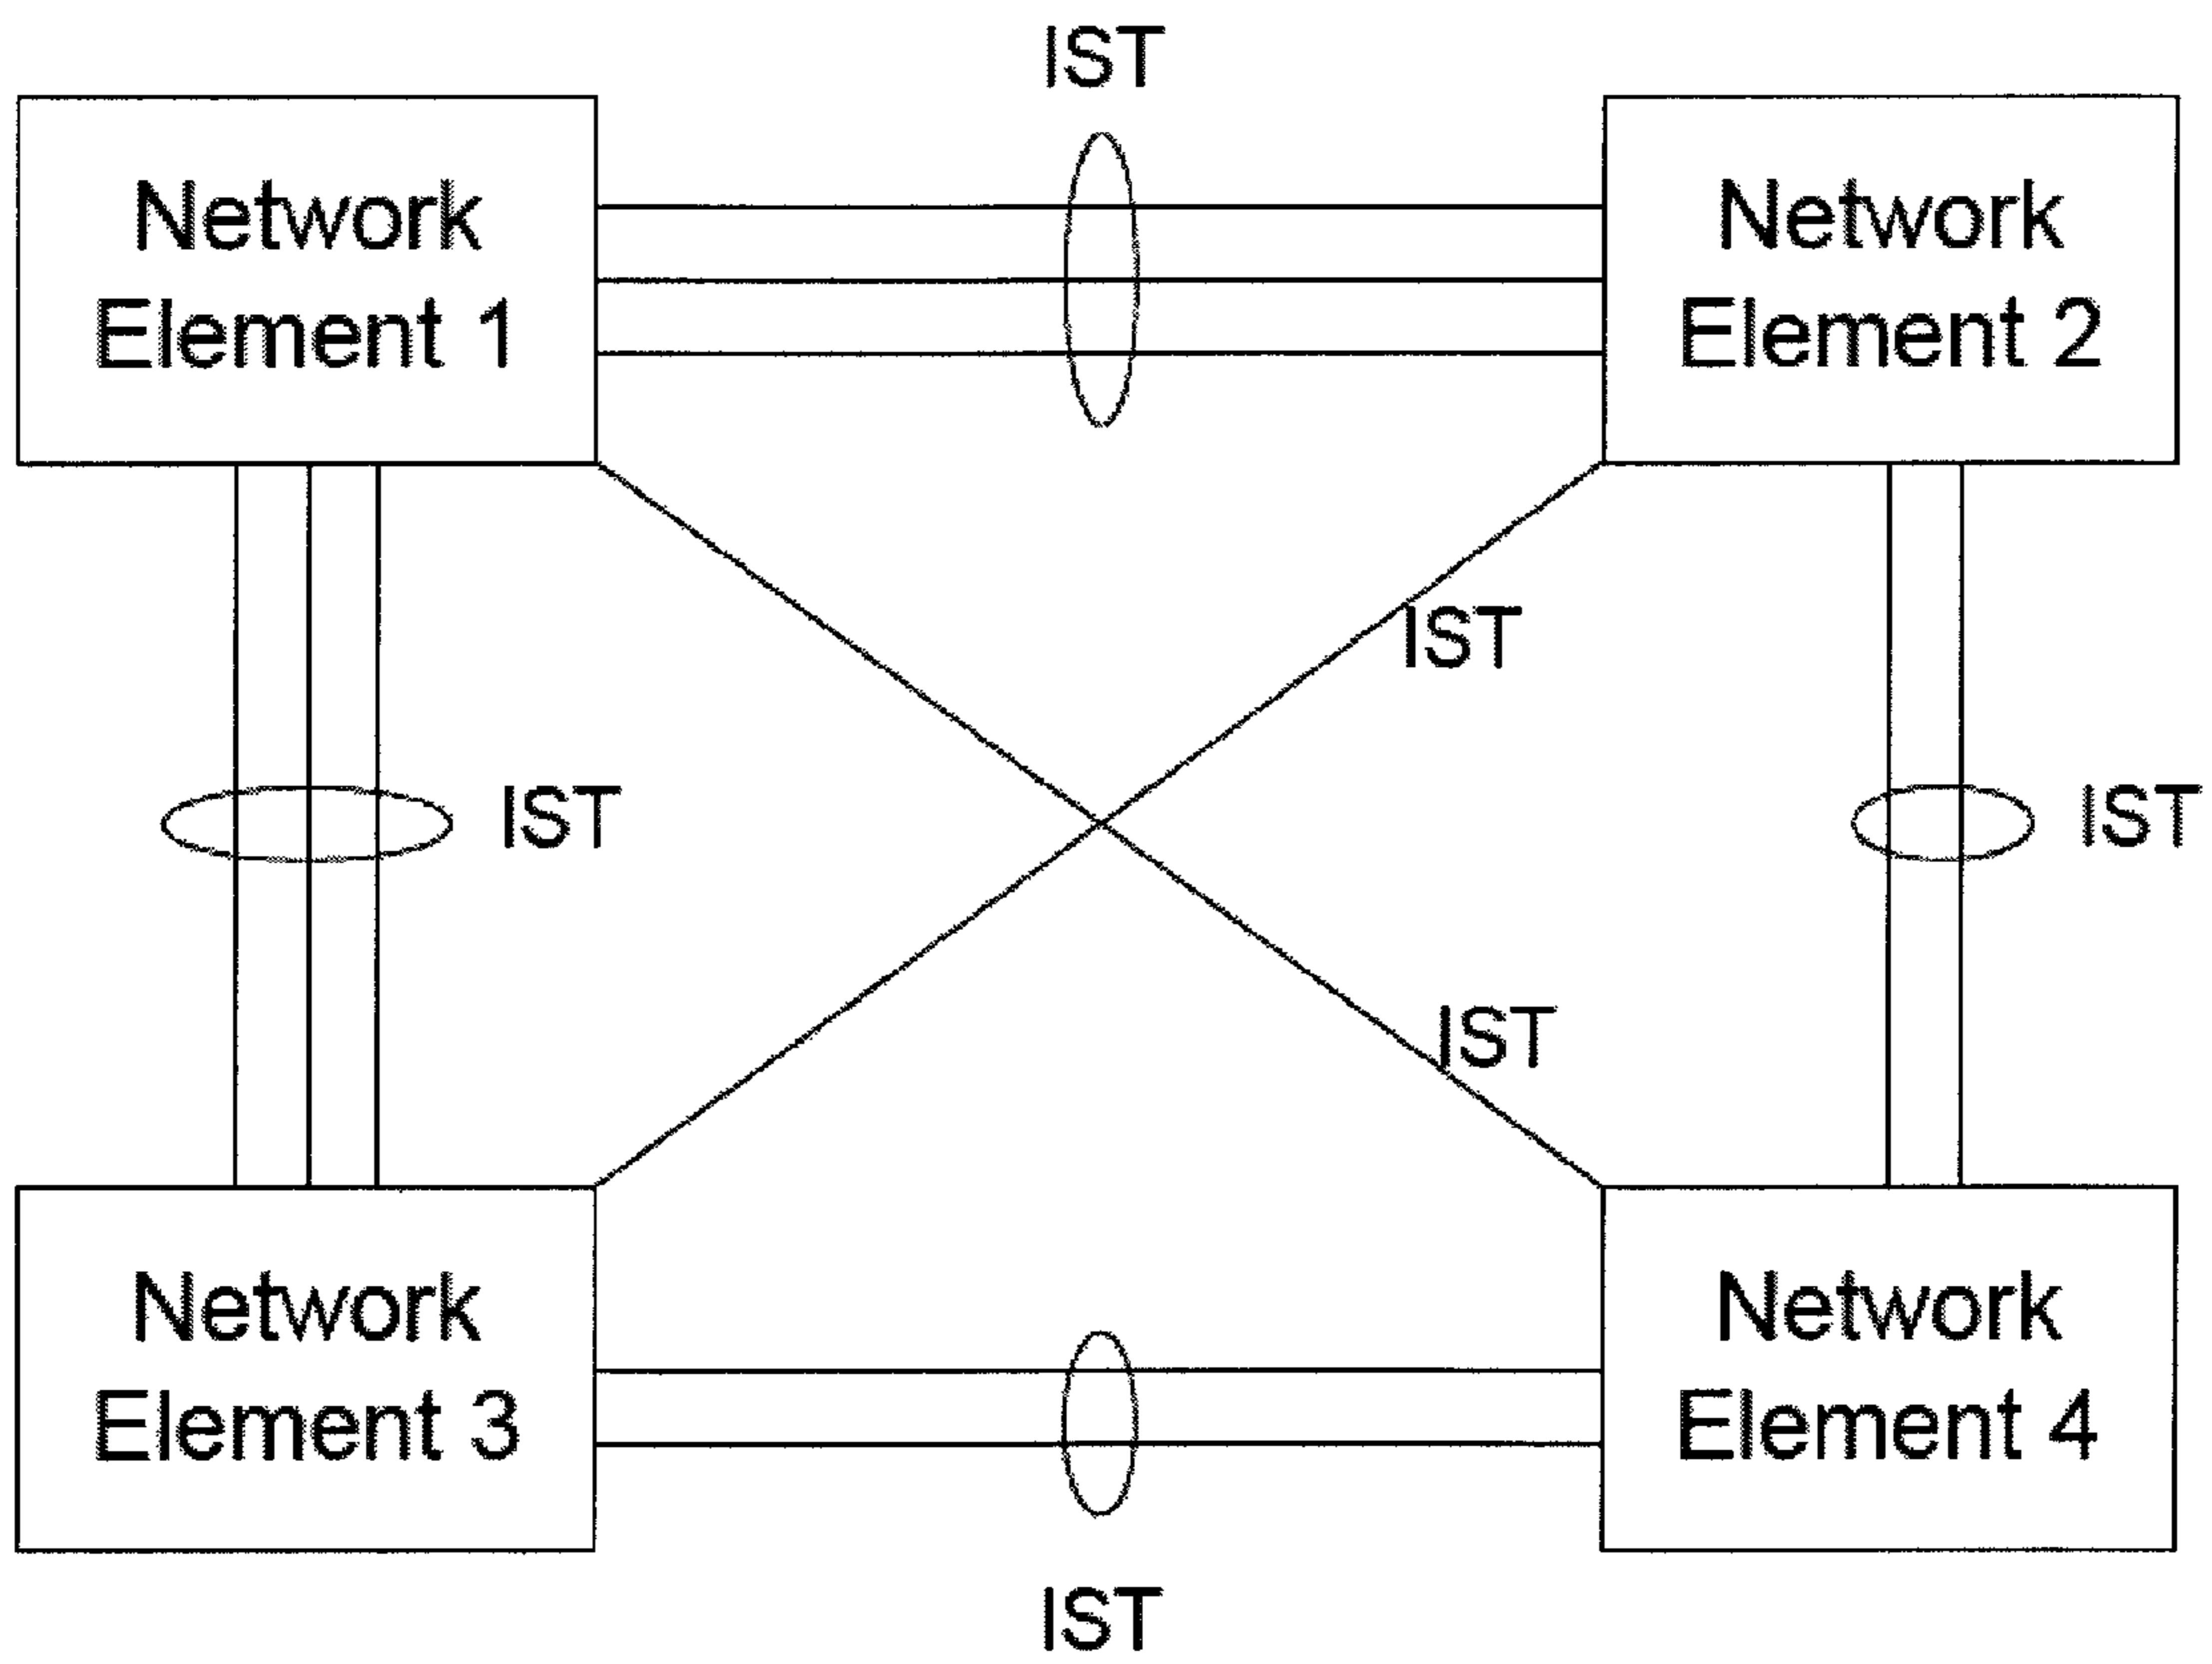 IST
Network
Element 1
Network
Element 2
IST
IST
IST
IST
Network
Element 3
Network
Element 4
IST